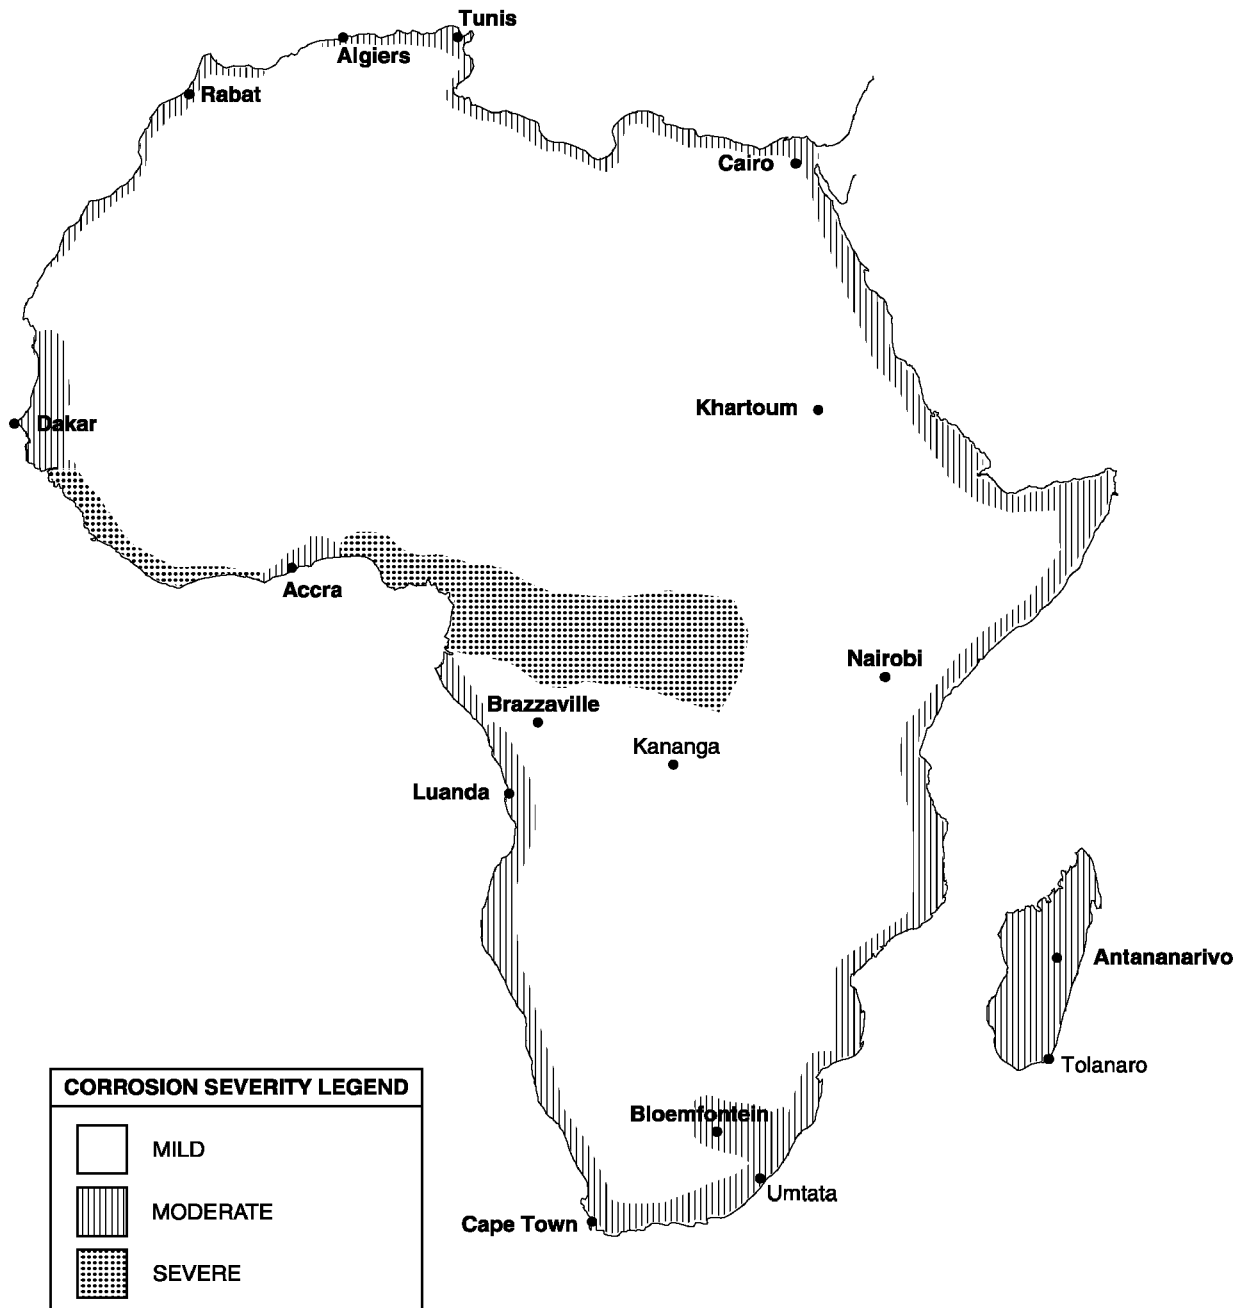 Tunis
Algiers
Rabat
Cairo
Khartoum
Dakar
Accra
Nairobi
Brazzaville
Kananga
Luanda
Antananarivo
Tolanaro
Bloemfontein
Umtata
Cape Town
CORROSION SEVERITY LEGEND
MILD
MODERATE
SEVERE